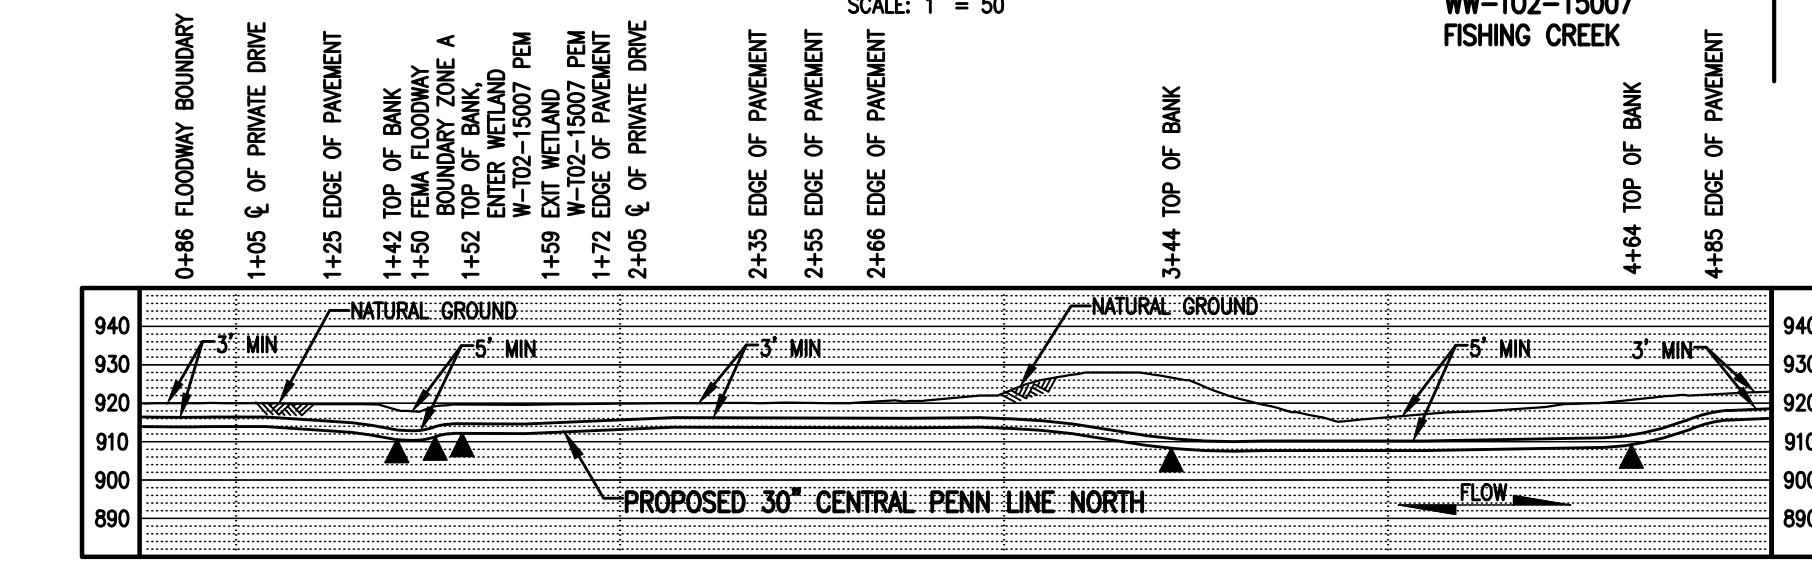 SCALE: 1" = 50'
WW-T02-15007
FISHING CREEK
0+86 FLOODWAY BOUNDARY
1+05 ℄ OF PRIVATE DRIVE
1+25 EDGE OF PAVEMENT
1+42 TOP OF BANK
1+50 FEMA FLOODWAY
BOUNDARY ZONE A
1+52 TOP OF BANK,
ENTER WETLAND
W-T02-15007 PEM
1+59 EXIT WETLAND
W-T02-15007 PEM
1+72 EDGE OF PAVEMENT
2+05 ℄ OF PRIVATE DRIVE
2+35 EDGE OF PAVEMENT
2+55 EDGE OF PAVEMENT
2+66 EDGE OF PAVEMENT
3+44 TOP OF BANK
4+64 TOP OF BANK
4+85 EDGE OF PAVEMENT
NATURAL GROUND
NATURAL GROUND
940 940
3' MIN 5' MIN 3' MIN 5' MIN 3' MIN
930 930
920 920
910 910
900 900
PROPOSED 30" CENTRAL PENN LINE NORTH
FLOW
890 890